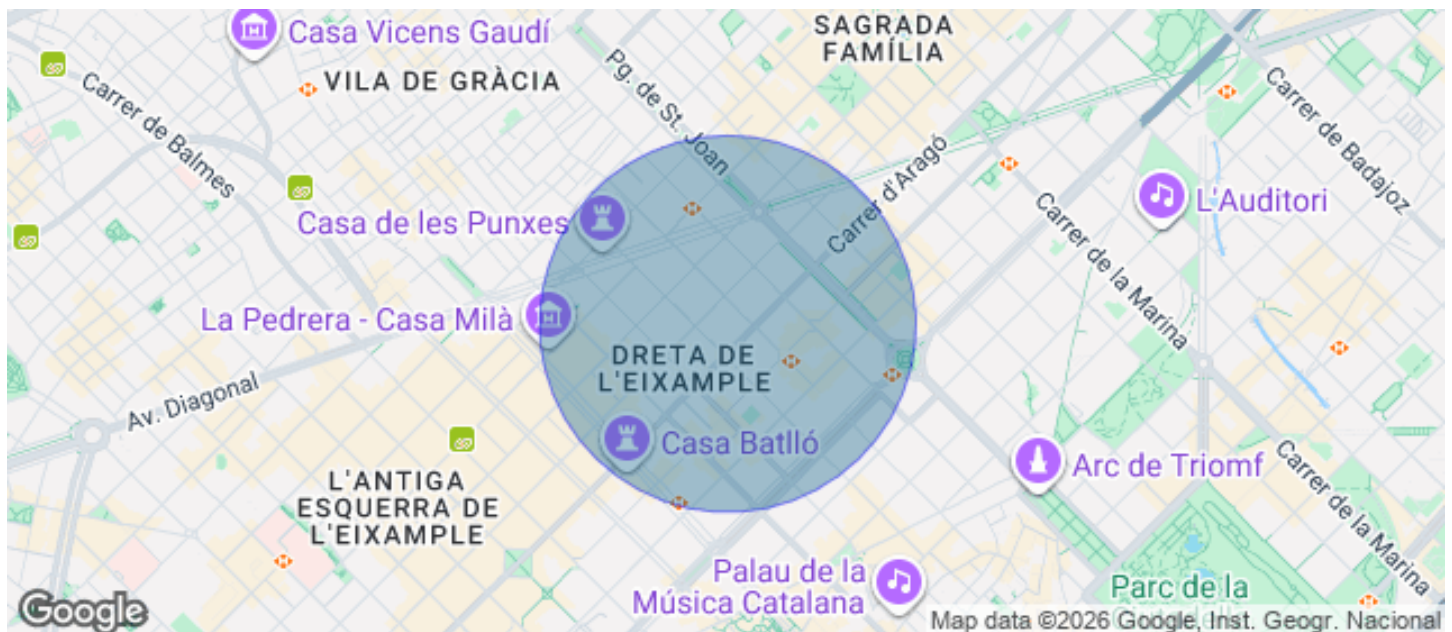 Casa Vicens Gaudí
SAGRADA
FAMÍLIA
VILA DE GRÀCIA
Pg. de St. Joan
Carrer de Balmes
Carrer de Badajoz
Carrer d'Aragó
L'Auditori
Casa de les Punxes
Carrer de la Marina
La Pedrera - Casa Milà
DRETA DE
L'EIXAMPLE
Av. Diagonal
Casa Batlló
Arc de Triomf
L'ANTIGA
ESQUERRA DE
L'EIXAMPLE
Carrer de la Marina
Palau de la
Música Catalana
Parc de la
Google
Map data ©2026 Google, Inst. Geogr. Nacional